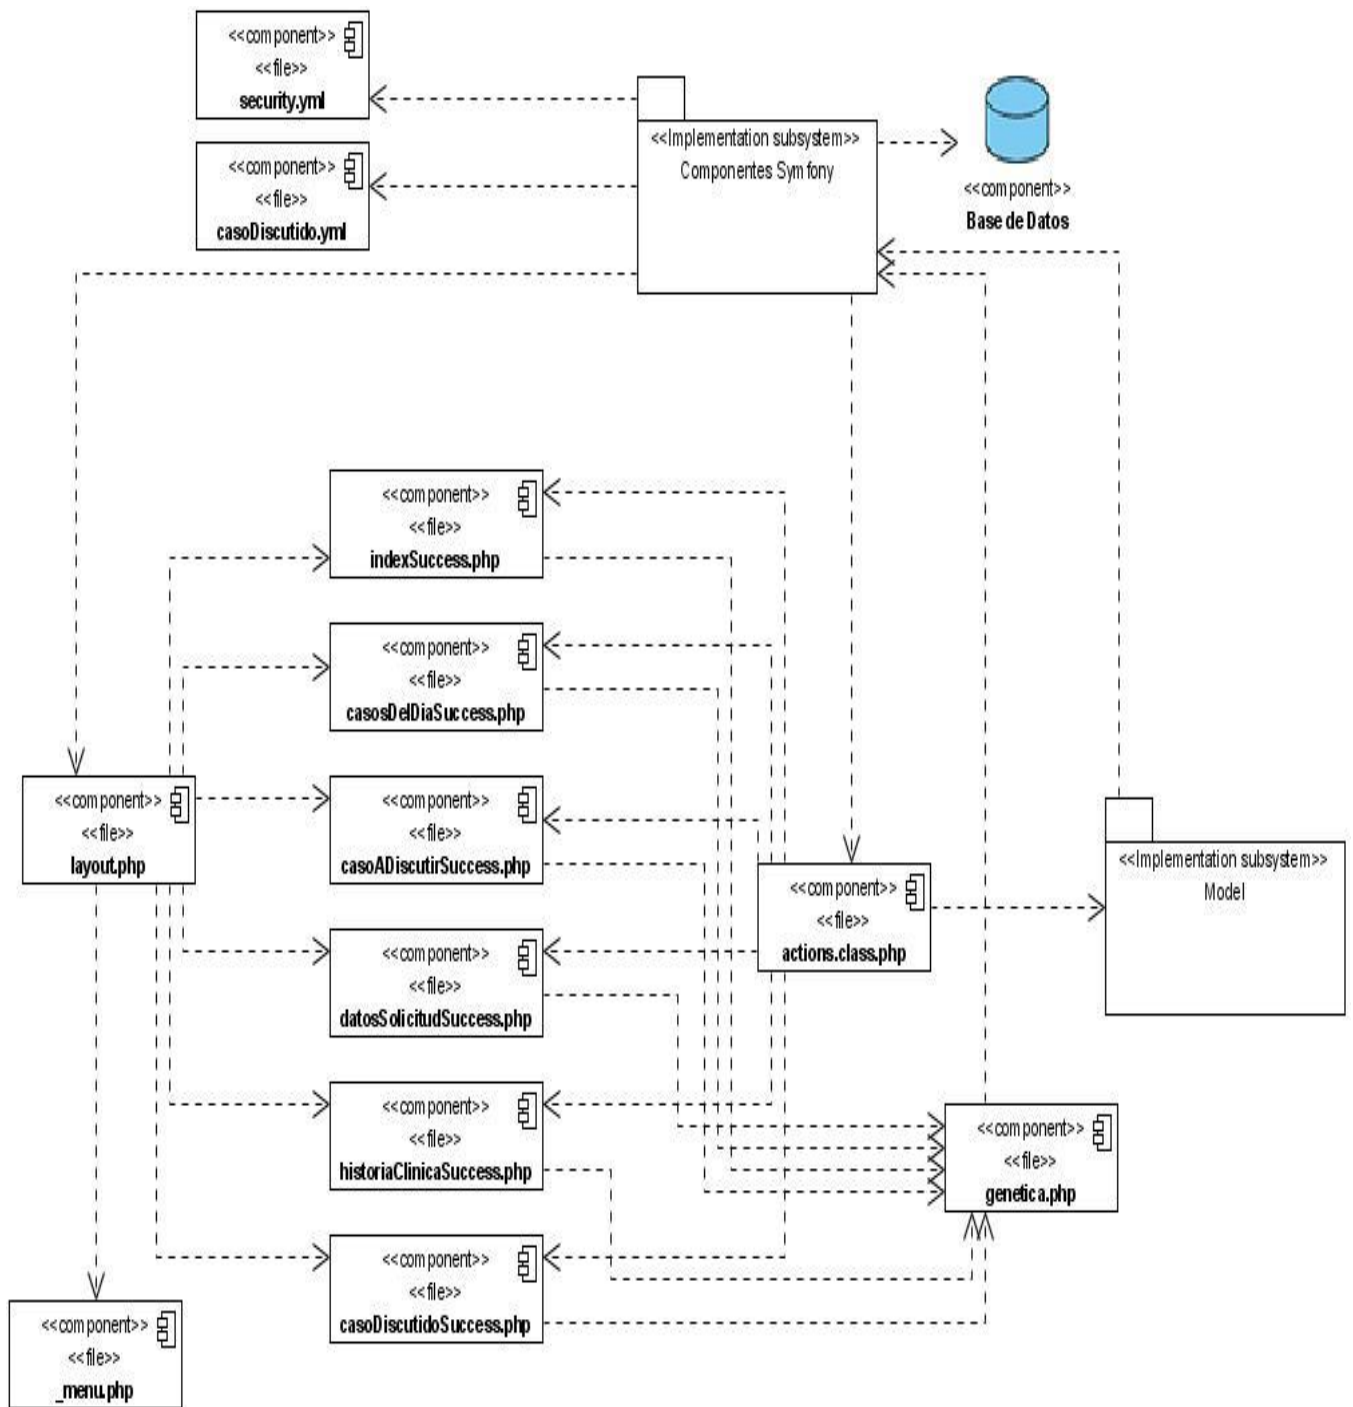 <<component>>
<<file>>
security.yml
<<component>>
<<file>>
casoDiscutido.yml
<<Implementation subsystem>>
Componentes Symfony
<<component>>
Base de Datos
<<component>>
<<file>>
indexSuccess.php
<<component>>
<<file>>
casosDelDiaSuccess.php
<<component>>
<<file>>
layout.php
<<component>>
<<file>>
casoADiscutirSuccess.php
<<component>>
<<file>>
actions.class.php
<<Implementation subsystem>>
Model
<<component>>
<<file>>
datosSolicitudSuccess.php
<<component>>
<<file>>
historiaClinicaSuccess.php
<<component>>
<<file>>
genetica.php
<<component>>
<<file>>
casoDiscutidoSuccess.php
<<component>>
<<file>>
_menu.php